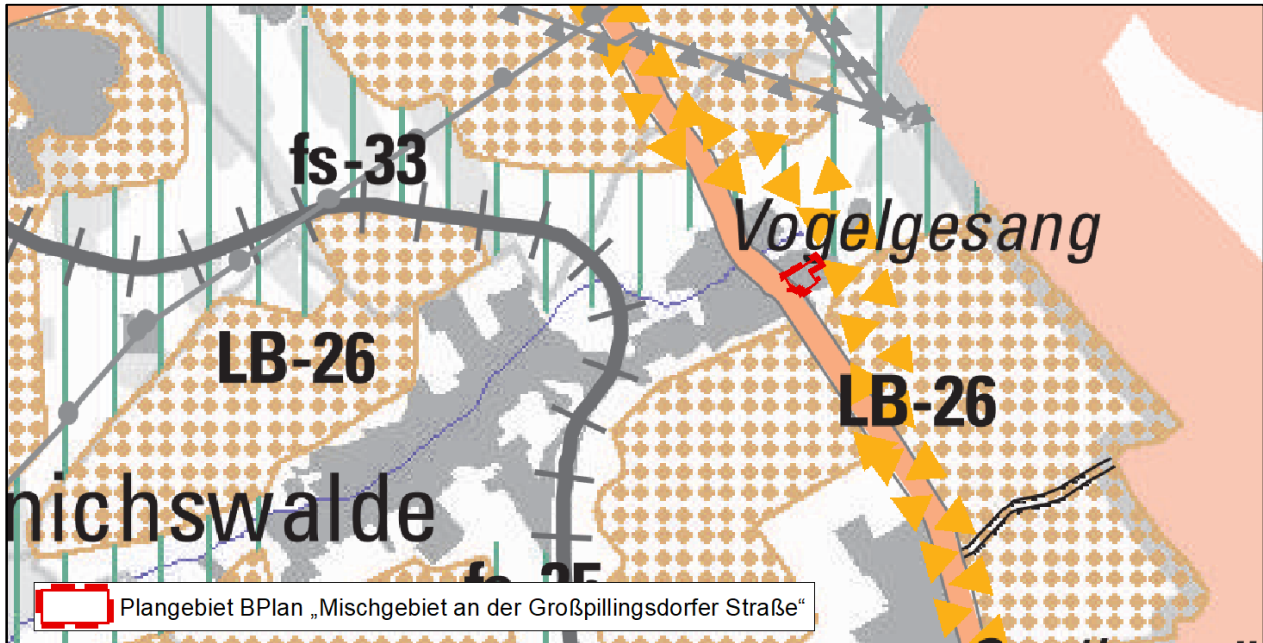 fs-33
Vogelgesang
LB-26
LB-26
nichswalde
Plangebiet BPlan „Mischgebiet an der Großpillingsdorfer Straße“